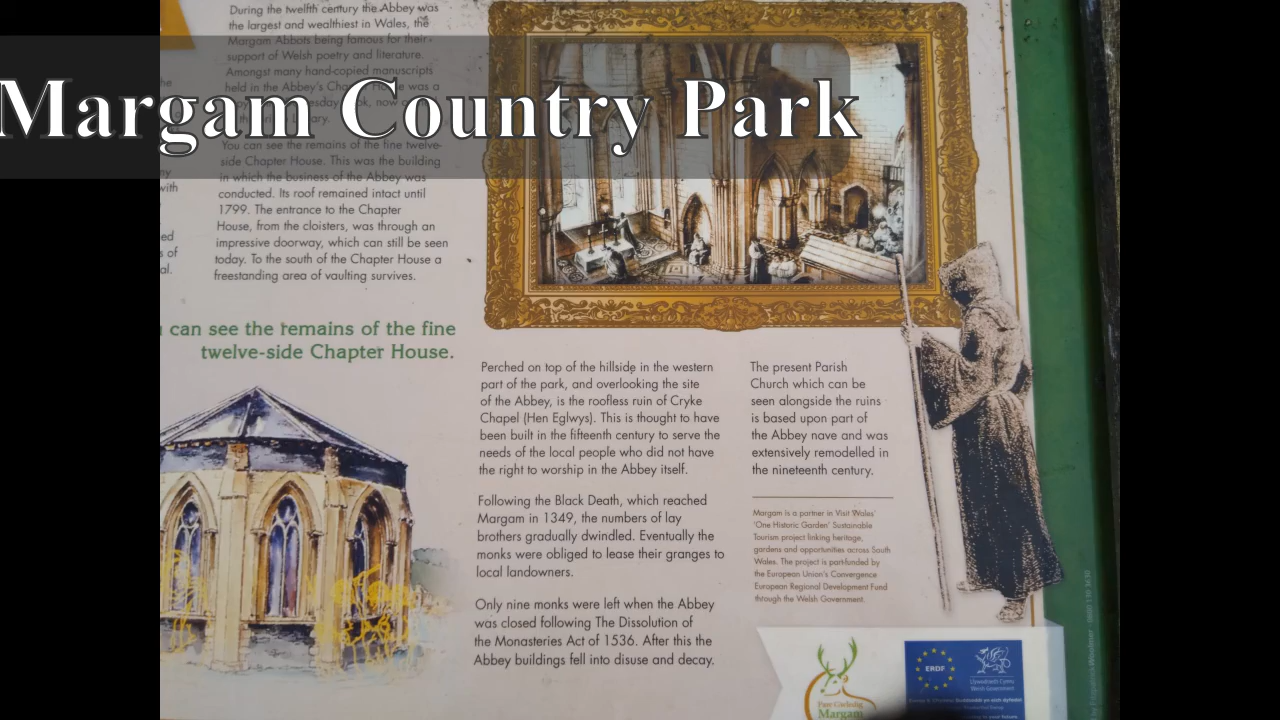 Margam Country Park
During the twelfth century the Abbey was
the largest and wealthiest in Wales, the
Margam Abbots being famous for their
support of Welsh poetry and literature.
Amongst many hand-copied manuscripts
held in the Abbey's Chapter House was a
You can see the remains of the fine twelve-
side Chapter House. This was the building
in which the business of the Abbey was
conducted. Its roof remained intact until
1799. The entrance to the Chapter
House, from the cloisters, was through an
impressive doorway, which can still be seen
today. To the south of the Chapter House a
freestanding area of vaulting survives.
can see the remains of the fine
twelve-side Chapter House.
Perched on top of the hillside in the western
part of the park, and overlooking the site
of the Abbey, is the roofless ruin of Cryke
Chapel (Hen Eglwys). This is thought to have
been built in the fifteenth century to serve the
needs of the local people who did not have
the right to worship in the Abbey itself.
Following the Black Death, which reached
Margam in 1349, the numbers of lay
brothers gradually dwindled. Eventually the
monks were obliged to lease their granges to
local landowners.
Only nine monks were left when the Abbey
was closed following The Dissolution of
the Monasteries Act of 1536. After this the
Abbey buildings fell into disuse and decay.
The present Parish
Church which can be
seen alongside the ruins
is based upon part of
the Abbey nave and was
extensively remodelled in
the nineteenth century.
Margam is a partner in Visit Wales'
'One Historic Garden' Sustainable
Tourism project linking heritage,
gardens and opportunities across South
Wales. The project is part-funded by
the European Union's Convergence
European Regional Development Fund
through the Welsh Government.
Parc Gwledig
Margam
ERDF
Llywodraeth Cymru
Welsh Government